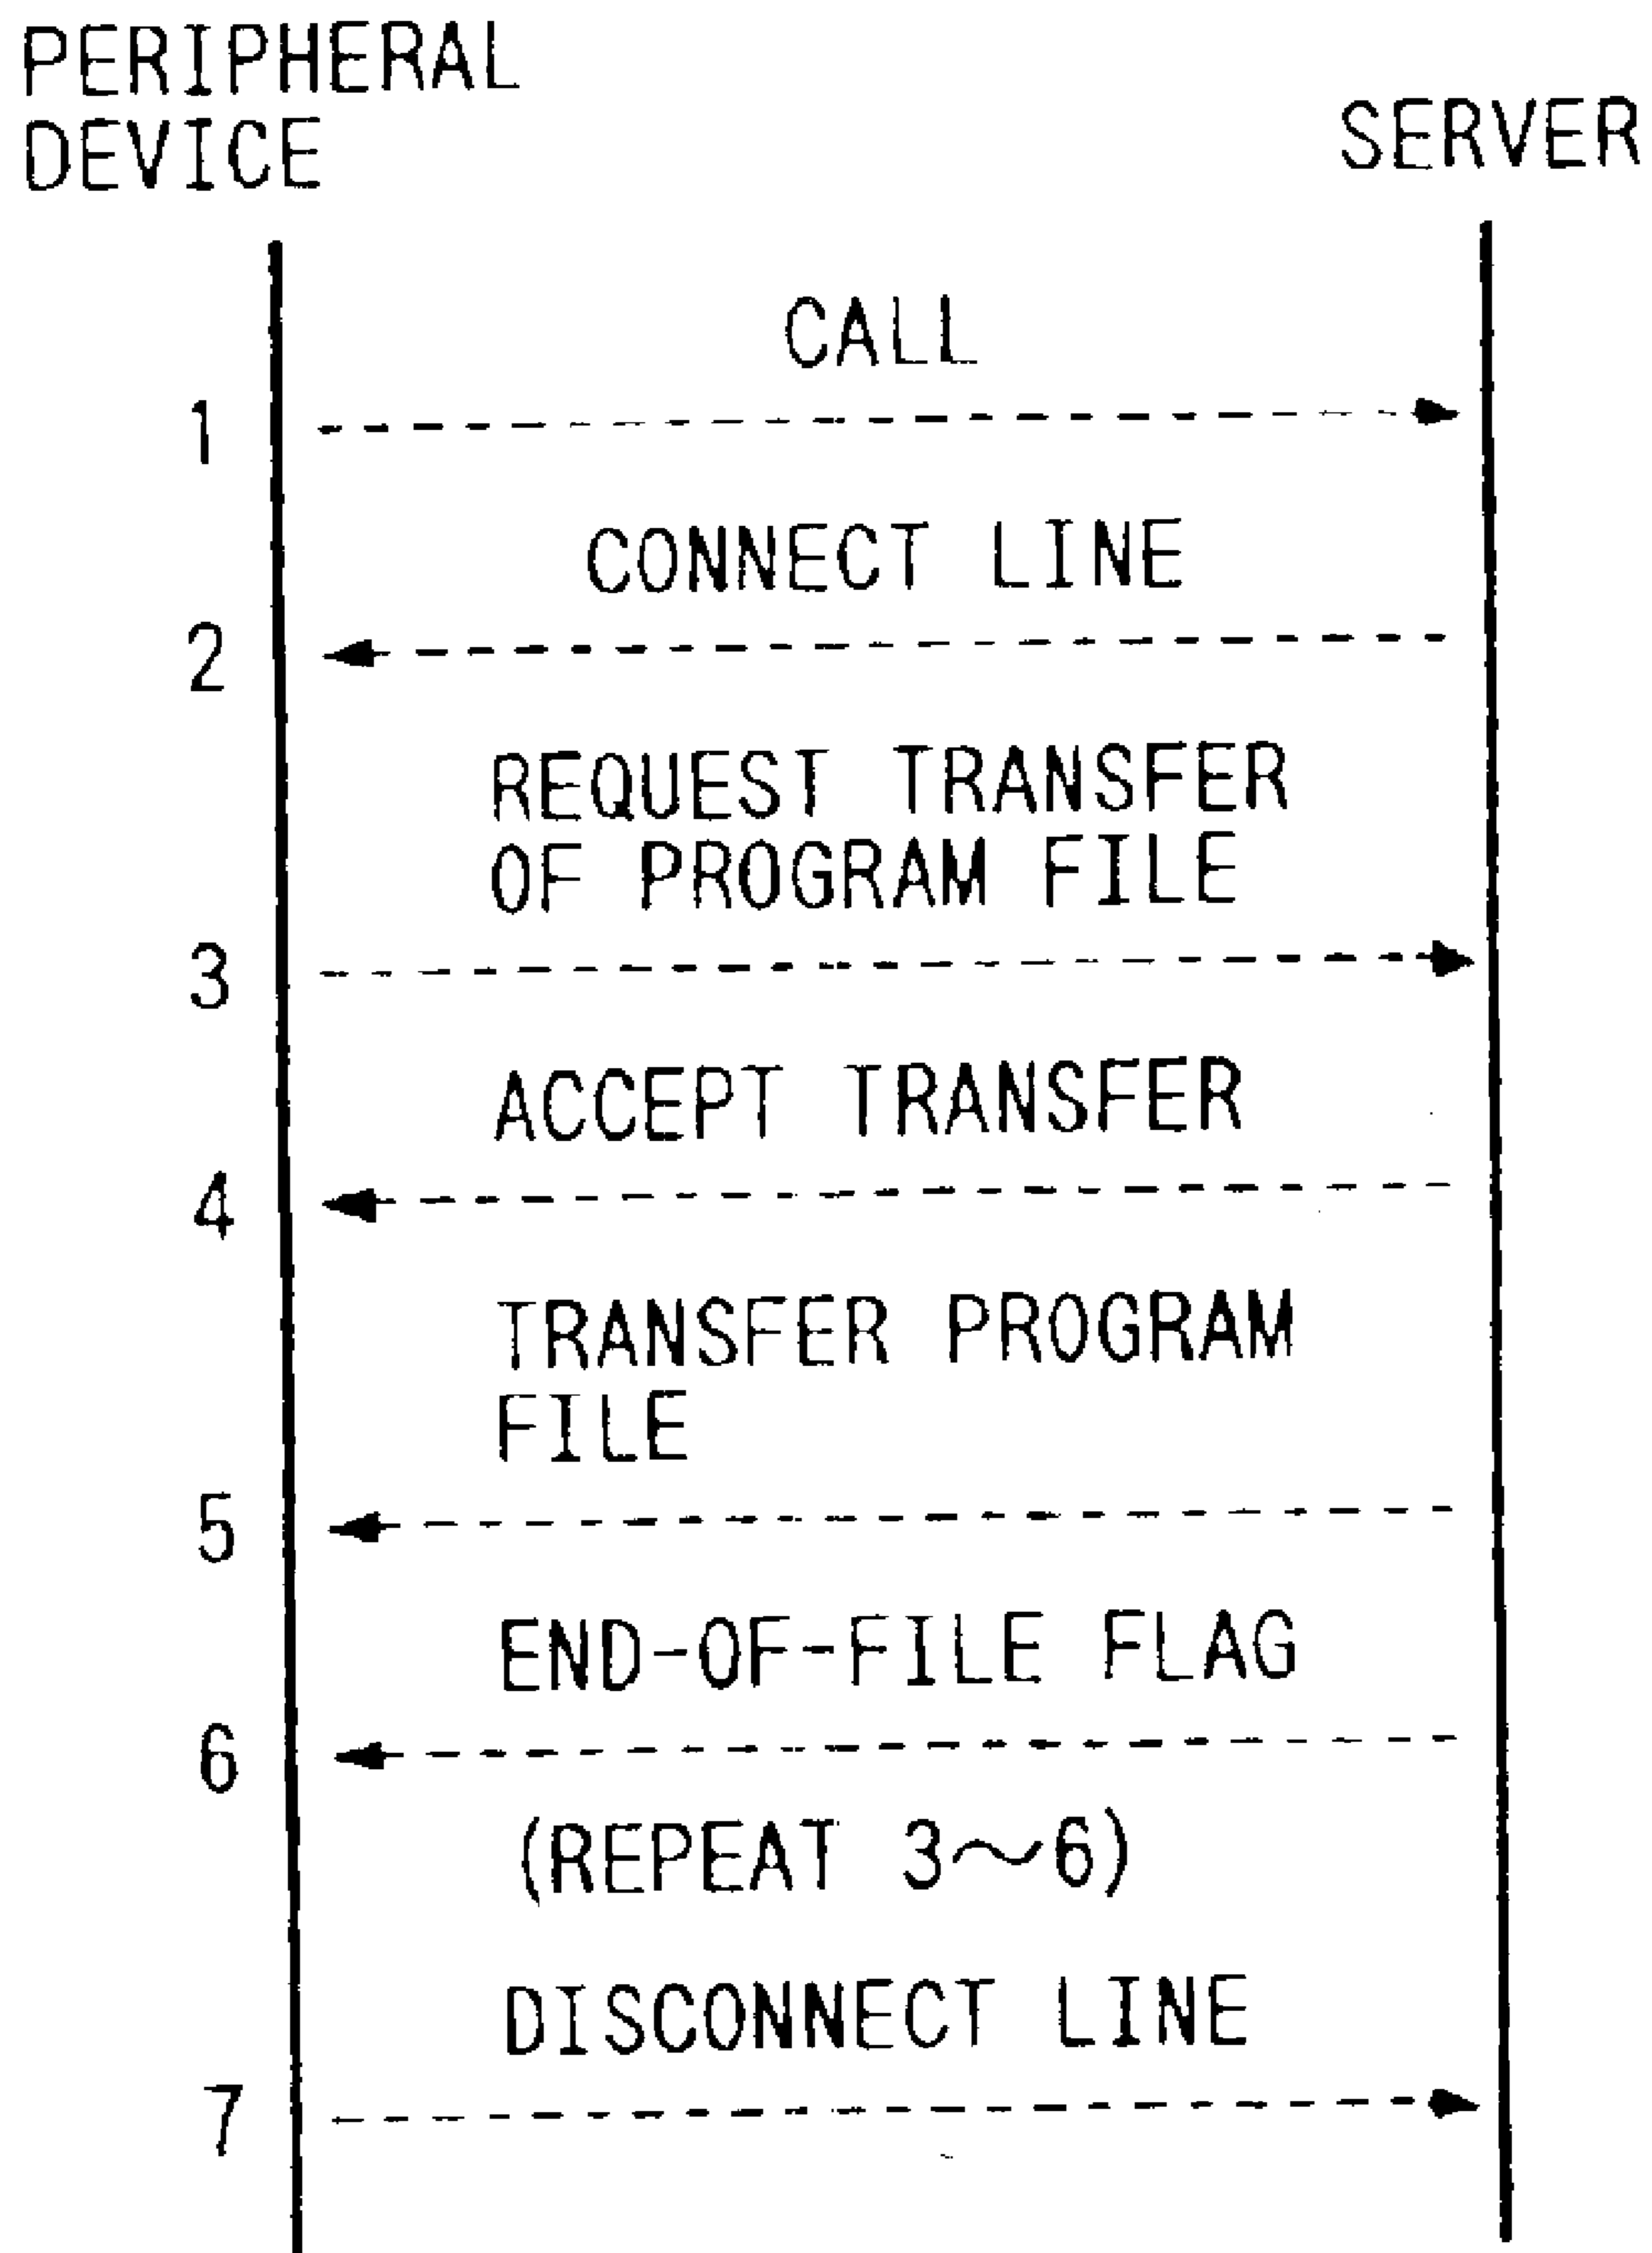 PERIPHERAL
DEVICE
SERVER
CALL
1
CONNECT LINE
2
REQUEST TRANSFER
OF PROGRAM FILE
3
ACCEPT TRANSFER
4
TRANSFER PROGRAM
FILE
5
END-OF-FILE FLAG
6
(REPEAT 3～6)
DISCONNECT LINE
7